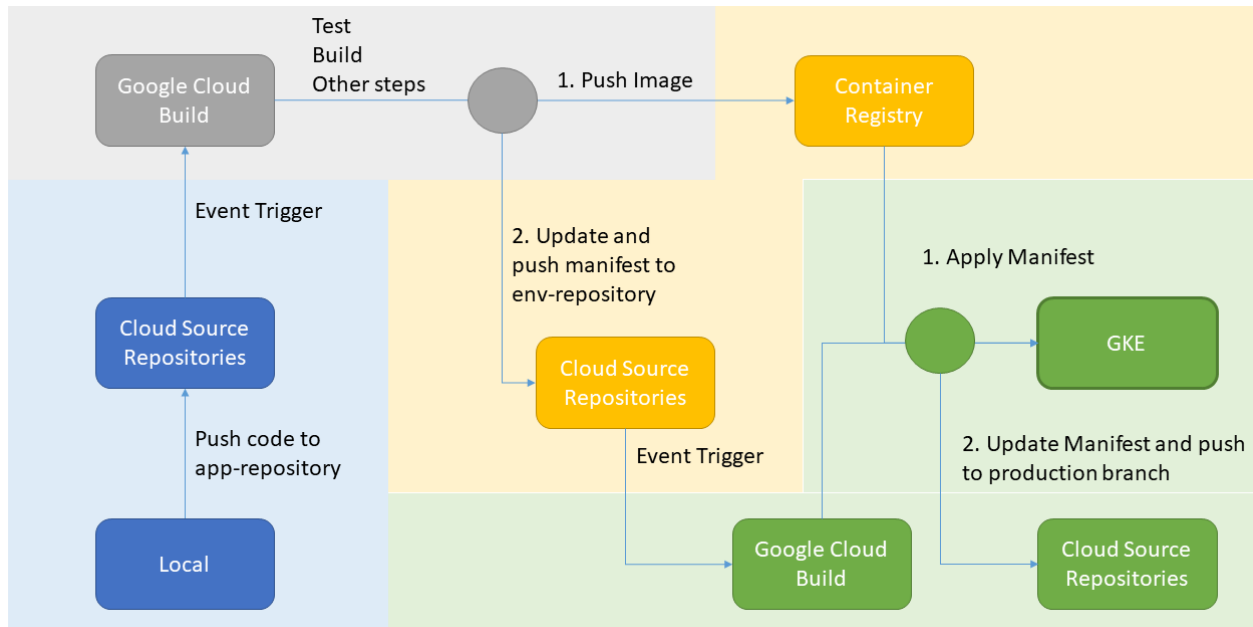 Test
Build
Other steps
Google Cloud
Build
1. Push Image
Container
Registry
Event Trigger
2. Update and
push manifest to
env-repository
1. Apply Manifest
Cloud Source
Repositories
GKE
Cloud Source
Repositories
Push code to
app-repository
Event Trigger
2. Update Manifest and push
to production branch
Local
Google Cloud
Build
Cloud Source
Repositories